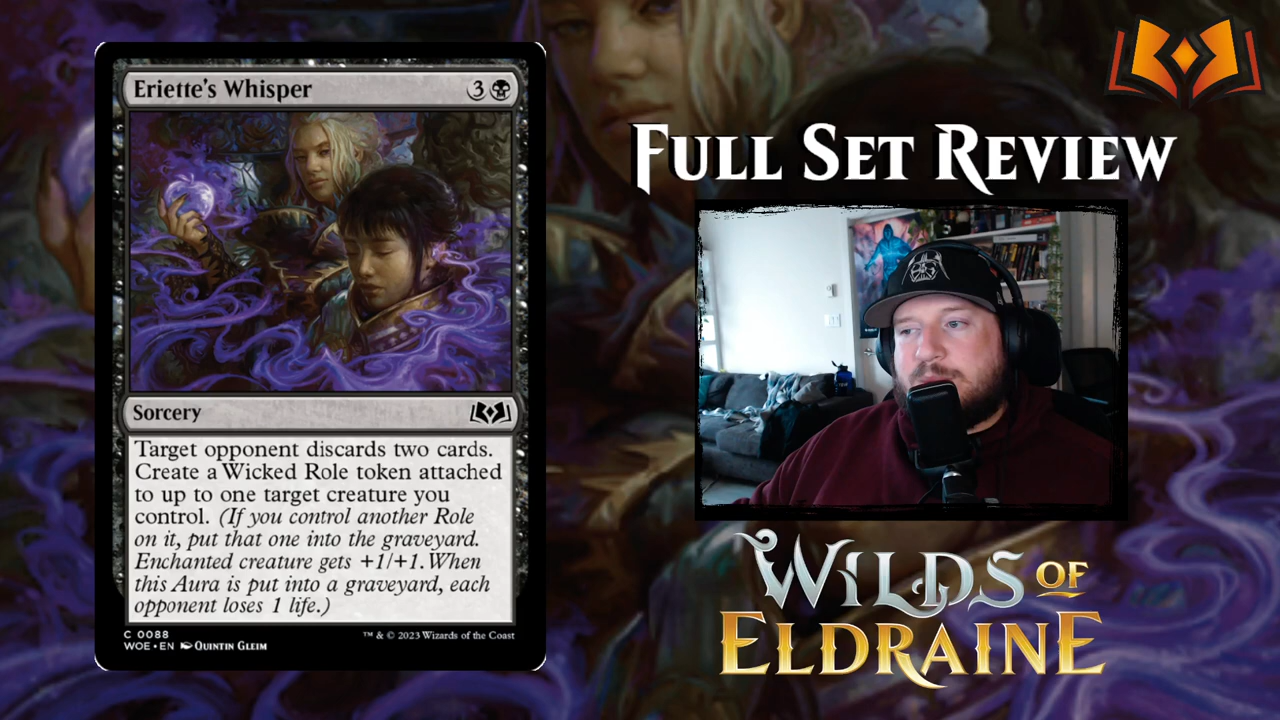 Eriette's Whisper 3
Sorcery
Target opponent discards two cards.
Create a Wicked Role token attached
to up to one target creature you
control. (If you control another Role
on it, put that one into the graveyard.
Enchanted creature gets +1/+1. When
this Aura is put into a graveyard, each
opponent loses 1 life.)
C 0088
WOE • EN Quintin Gleim
™ & © 2023 Wizards of the Coast
Full Set Review
Wilds of
Eldraine